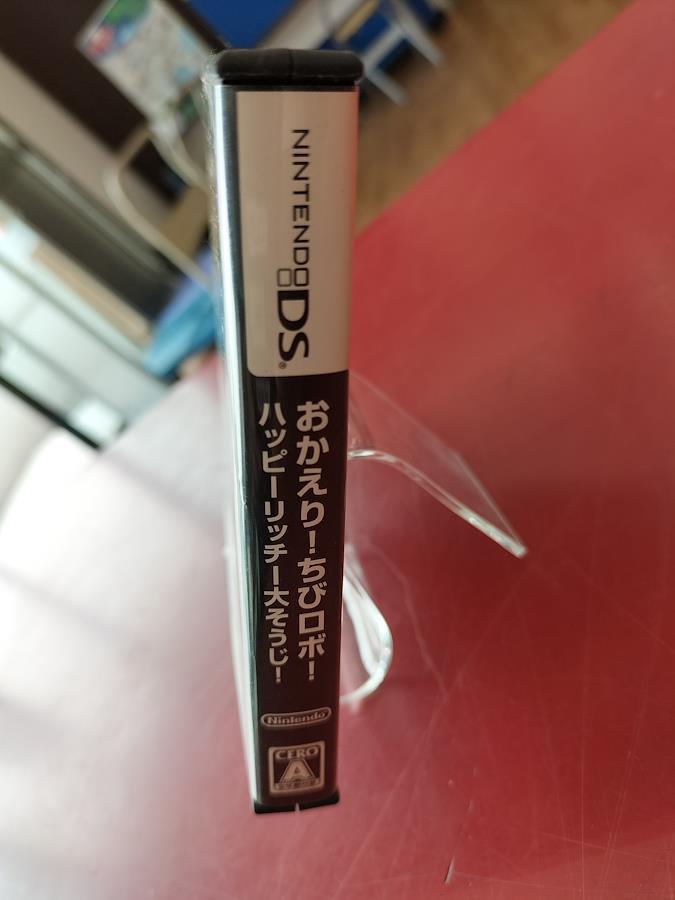 NINTENDO DS®
おかえり！ちびロボ！
ハッピーリッチー大そうじ！
Nintendo
CERO
A